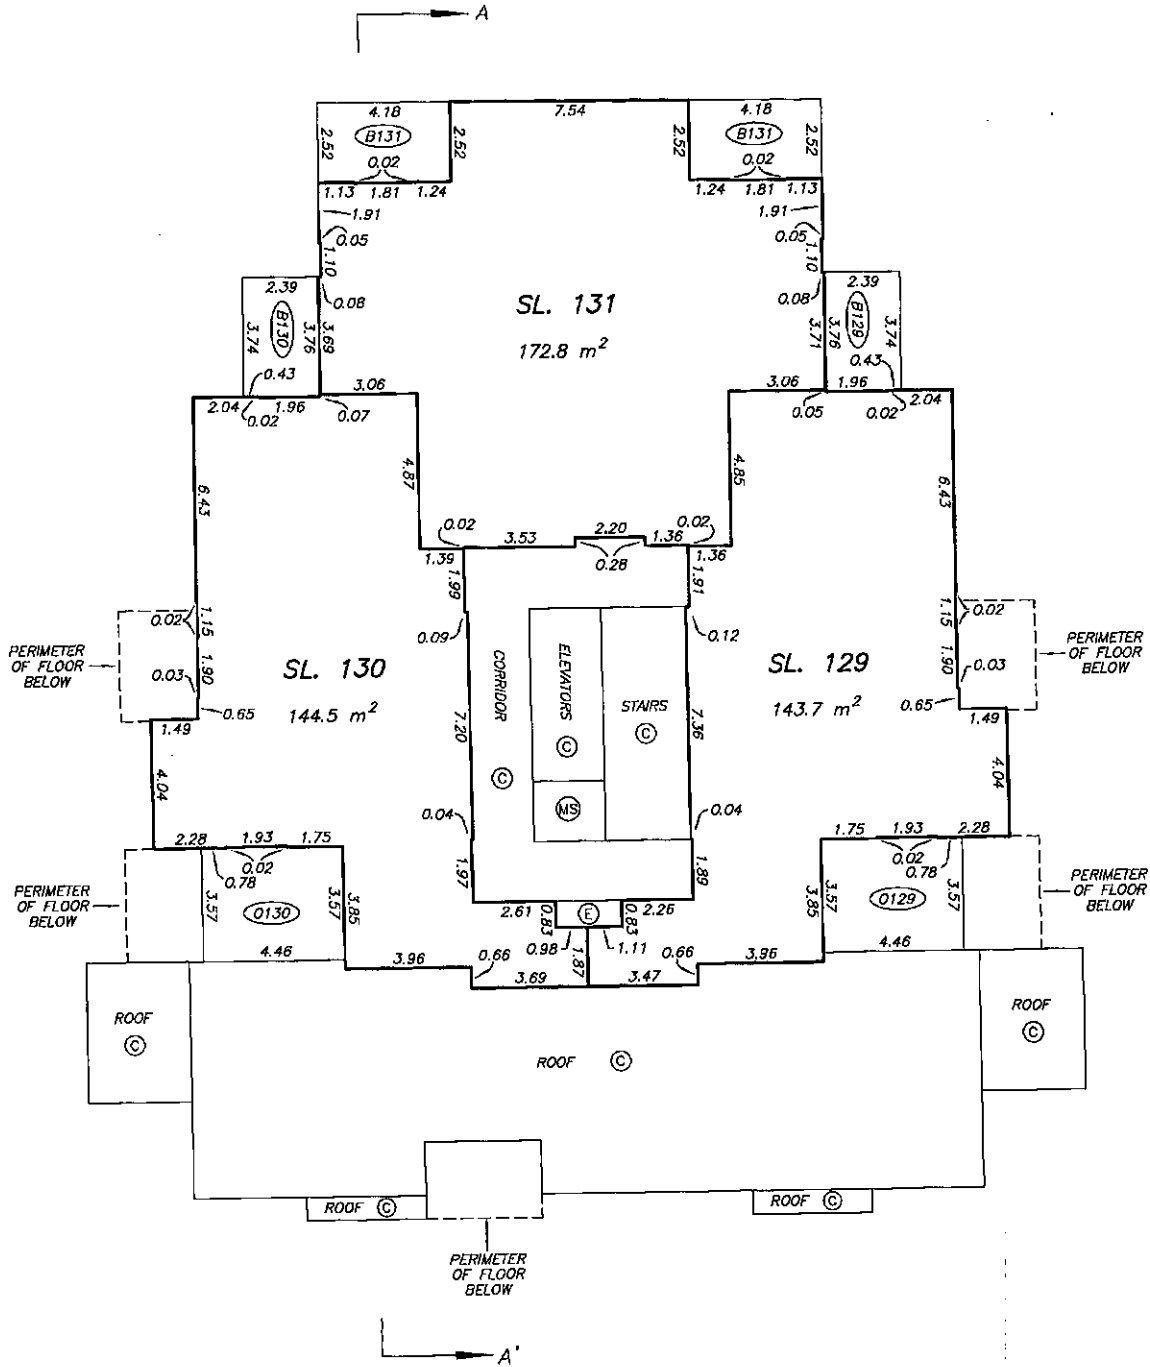 A
4.18
7.54
4.18
B131
B131
2.52
2.52
2.52
2.52
0.02
0.02
1.13 1.81 1.24
1.24 1.81 1.13
1.91
1.91
0.05
0.05
1.10
1.10
2.39
0.08
SL. 131
0.08
2.39
B130
3.74
3.76
3.69
172.8 m²
3.71
3.76
B129
3.74
0.43
0.43
3.06
3.06
1.96
2.04
0.02
1.96
0.07
0.05
0.02
2.04
6.43
4.87
4.85
6.43
0.02
3.53
2.20
1.36
0.02
1.39
0.28
1.36
1.99
1.91
0.02
1.15
0.09
0.12
1.15
0.02
PERIMETER
OF FLOOR
BELOW
SL. 130
144.5 m²
CORRIDOR
C
ELEVATORS
C
STAIRS
C
SL. 129
143.7 m²
PERIMETER
OF FLOOR
BELOW
0.03
1.90
0.65
1.90
0.03
0.65
1.49
1.49
7.20
7.36
4.04
4.04
MS
0.04
0.04
2.28 1.93 1.75
1.75 1.93 2.28
0.02
0.78
0.02
0.78
1.97
1.89
PERIMETER
OF FLOOR
BELOW
3.57
O130
3.57
3.85
2.61
0.83
E
0.83
2.26
3.85
3.57
O129
3.57
PERIMETER
OF FLOOR
BELOW
4.46
0.98
1.87
1.11
4.46
3.96
0.66
0.66
3.96
3.69
3.47
ROOF
C
ROOF C
ROOF
C
ROOF C
ROOF C
PERIMETER
OF FLOOR
BELOW
A'